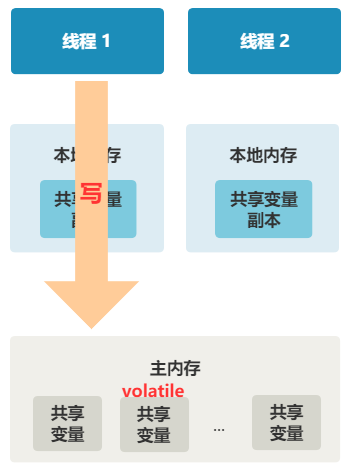 线程 1
线程 2
本地内存
本地内存
共享变量
副本
写
共享变量
副本
主内存
volatile
共享
变量
共享
变量
...
共享
变量